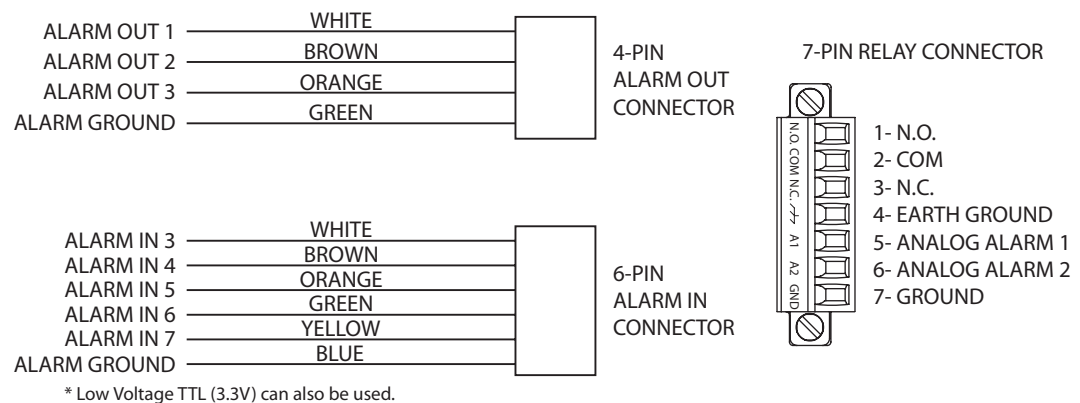 ALARM OUT 1
WHITE
ALARM OUT 2
BROWN
ALARM OUT 3
ORANGE
ALARM GROUND
GREEN
4-PIN
ALARM OUT
CONNECTOR
ALARM IN 3
WHITE
ALARM IN 4
BROWN
ALARM IN 5
ORANGE
ALARM IN 6
GREEN
ALARM IN 7
YELLOW
ALARM GROUND
BLUE
6-PIN
ALARM IN
CONNECTOR
* Low Voltage TTL (3.3V) can also be used.
7-PIN RELAY CONNECTOR
N.O. COM N.C. A1 A2 GND
1- N.O.
2- COM
3- N.C.
4- EARTH GROUND
5- ANALOG ALARM 1
6- ANALOG ALARM 2
7- GROUND